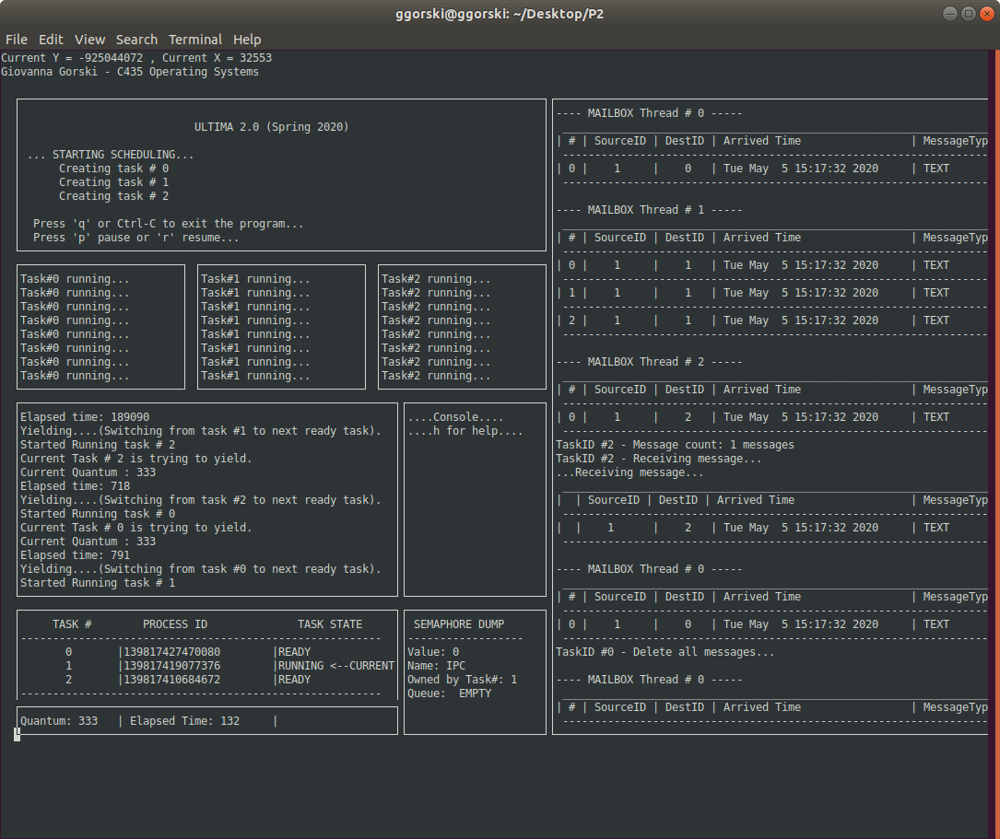 ggorski@ggorski: ~/Desktop/P2
File Edit View Search Terminal Help
Current Y = -925044072 , Current X = 32553
Giovanna Gorski - C435 Operating Systems
ULTIMA 2.0 (Spring 2020)
... STARTING SCHEDULING...
Creating task # 0
Creating task # 1
Creating task # 2
Press 'q' or Ctrl-C to exit the program...
Press 'p' pause or 'r' resume...
Task#0 running...
Task#0 running...
Task#0 running...
Task#0 running...
Task#0 running...
Task#0 running...
Task#0 running...
Task#0 running...
Task#1 running...
Task#1 running...
Task#1 running...
Task#1 running...
Task#1 running...
Task#1 running...
Task#1 running...
Task#1 running...
Task#2 running...
Task#2 running...
Task#2 running...
Task#2 running...
Task#2 running...
Task#2 running...
Task#2 running...
Task#2 running...
Elapsed time: 189090
Yielding....(Switching from task #1 to next ready task).
Started Running task # 2
Current Task # 2 is trying to yield.
Current Quantum : 333
Elapsed time: 718
Yielding....(Switching from task #2 to next ready task).
Started Running task # 0
Current Task # 0 is trying to yield.
Current Quantum : 333
Elapsed time: 791
Yielding....(Switching from task #0 to next ready task).
Started Running task # 1
....Console....
....h for help....
TASK # PROCESS ID TASK STATE
--------------------------------------------------------
0 |139817427470080 |READY
1 |139817419077376 |RUNNING <--CURRENT
2 |139817410684672 |READY
--------------------------------------------------------
Quantum: 333 | Elapsed Time: 132 |
SEMAPHORE DUMP
------------------
Value: 0
Name: IPC
Owned by Task#: 1
Queue: EMPTY
---- MAILBOX Thread # 0 -----
| # | SourceID | DestID | Arrived Time | MessageTyp
------------------------------------------------------------------
| 0 | 1 | 0 | Tue May 5 15:17:32 2020 | TEXT
------------------------------------------------------------------
---- MAILBOX Thread # 1 -----
| # | SourceID | DestID | Arrived Time | MessageTyp
------------------------------------------------------------------
| 0 | 1 | 1 | Tue May 5 15:17:32 2020 | TEXT
------------------------------------------------------------------
| 1 | 1 | 1 | Tue May 5 15:17:32 2020 | TEXT
------------------------------------------------------------------
| 2 | 1 | 1 | Tue May 5 15:17:32 2020 | TEXT
------------------------------------------------------------------
---- MAILBOX Thread # 2 -----
| # | SourceID | DestID | Arrived Time | MessageTyp
------------------------------------------------------------------
| 0 | 1 | 2 | Tue May 5 15:17:32 2020 | TEXT
------------------------------------------------------------------
TaskID #2 - Message count: 1 messages
TaskID #2 - Receiving message...
...Receiving message...
| | SourceID | DestID | Arrived Time | MessageTyp
------------------------------------------------------------------
| | 1 | 2 | Tue May 5 15:17:32 2020 | TEXT
------------------------------------------------------------------
---- MAILBOX Thread # 0 -----
| # | SourceID | DestID | Arrived Time | MessageTyp
------------------------------------------------------------------
| 0 | 1 | 0 | Tue May 5 15:17:32 2020 | TEXT
------------------------------------------------------------------
TaskID #0 - Delete all messages...
---- MAILBOX Thread # 0 -----
| # | SourceID | DestID | Arrived Time | MessageTyp
------------------------------------------------------------------